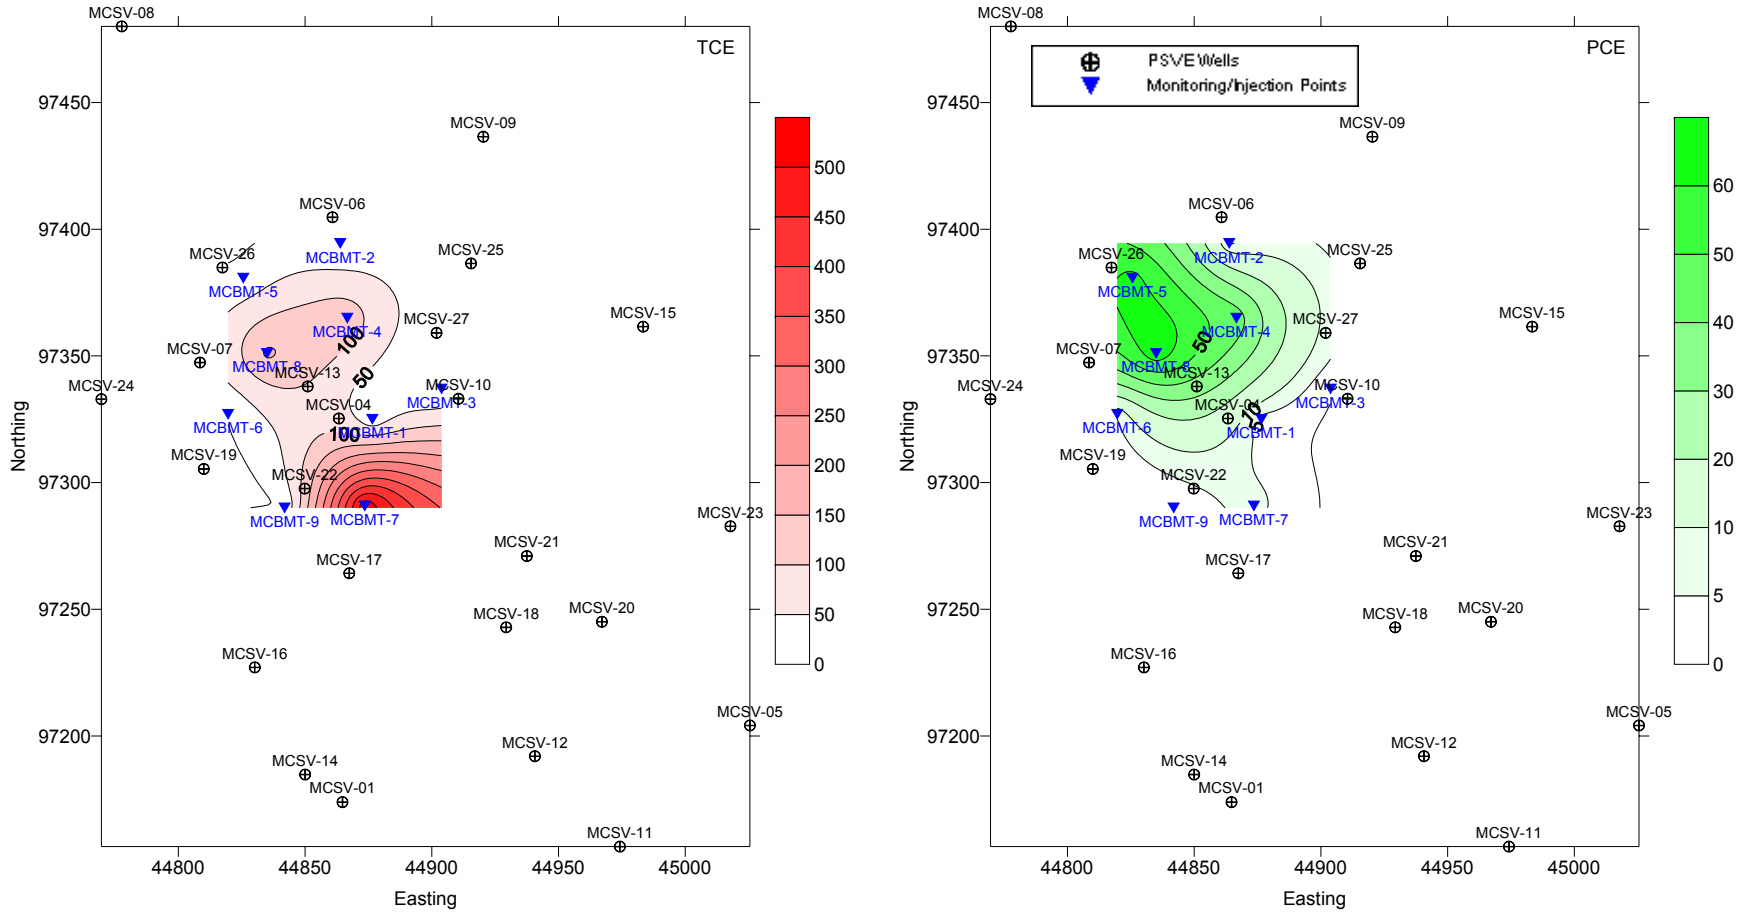 MCSV-08
TCE
97450
MCSV-09
500
450
MCSV-06
97400
MCSV-26
MCBMT-2
MCSV-25
400
MCBMT-5
350
MCSV-15
MCBMT-4
MCSV-27
100
MCSV-07
97350
MCBMT-8
MCSV-13
50
MCSV-24
MCSV-10
MCBMT-3
300
MCSV-04
MCBMT-6
100
MCBMT-1
250
MCSV-19
200
MCSV-22
97300
MCBMT-9
MCBMT-7
MCSV-23
150
MCSV-21
MCSV-17
100
97250
MCSV-18
MCSV-20
50
MCSV-16
0
MCSV-05
97200
MCSV-12
MCSV-14
MCSV-01
MCSV-11
44800
44850
44900
44950
45000
Easting
Northing
MCSV-08
PCE
PSVE Wells
Monitoring/Injection Points
MCSV-09
60
MCSV-06
97450
97400
MCSV-26
MCBMT-2
MCSV-25
50
MCBMT-5
MCSV-15
MCBMT-4
MCSV-27
40
50
MCSV-07
97350
MCBMT-8
MCSV-13
MCSV-24
MCSV-10
MCBMT-3
30
MCSV-04
10
5
MCBMT-6
MCBMT-1
MCSV-19
20
MCSV-22
97300
MCBMT-9
MCBMT-7
MCSV-23
10
MCSV-21
MCSV-17
5
97250
MCSV-18
MCSV-20
MCSV-16
0
MCSV-05
97200
MCSV-12
MCSV-14
MCSV-01
MCSV-11
44800
44850
44900
44950
45000
Easting
Northing